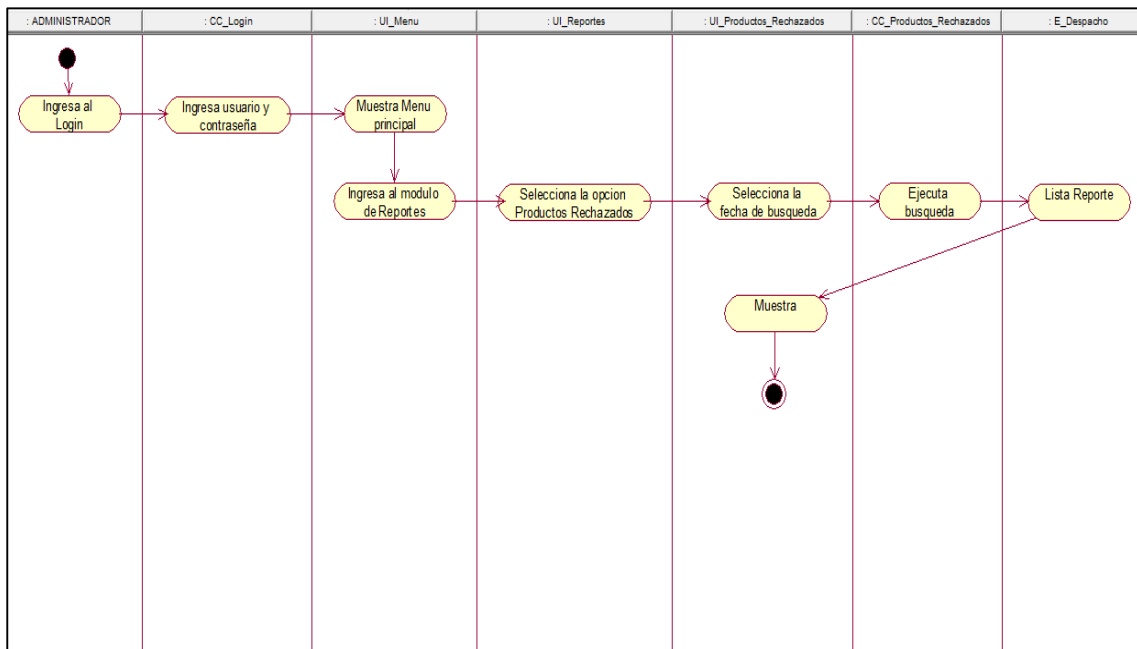 : ADMINISTRADOR
: CC_Login
: UI_Menu
: UI_Reportes
: UI_Productos_Rechazados
: CC_Productos_Rechazados
: E_Despacho
Ingresa al
Login
Ingresa usuario y
contraseña
Muestra Menu
principal
Ingresa al modulo
de Reportes
Selecciona la opcion
Productos Rechazados
Selecciona la
fecha de busqueda
Ejecuta
busqueda
Lista Reporte
Muestra